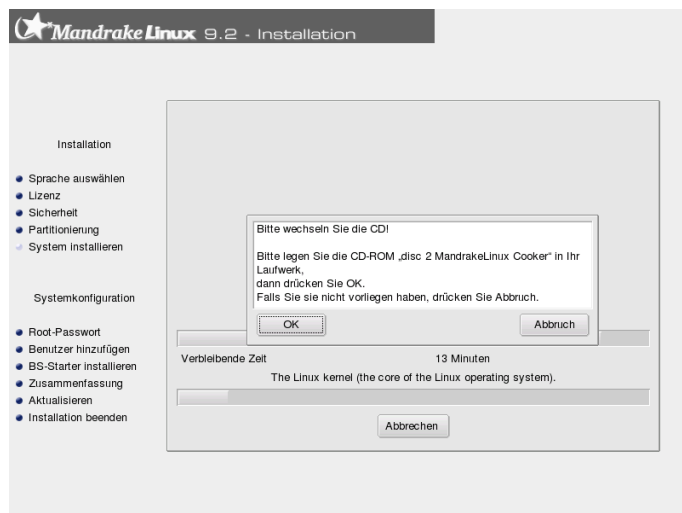 MandrakeLinux 9.2 - Installation
Installation
Sprache auswählen
Lizenz
Sicherheit
Partitionierung
System installieren
Systemkonfiguration
Root-Passwort
Benutzer hinzufügen
BS-Starter installieren
Zusammenfassung
Aktualisieren
Installation beenden
Bitte wechseln Sie die CD!
Bitte legen Sie die CD-ROM „disc 2 MandrakeLinux Cooker“ in Ihr
Laufwerk,
dann drücken Sie OK.
Falls Sie sie nicht vorliegen haben, drücken Sie Abbruch.
OK
Abbruch
Verbleibende Zeit 13 Minuten
The Linux kernel (the core of the Linux operating system).
Abbrechen